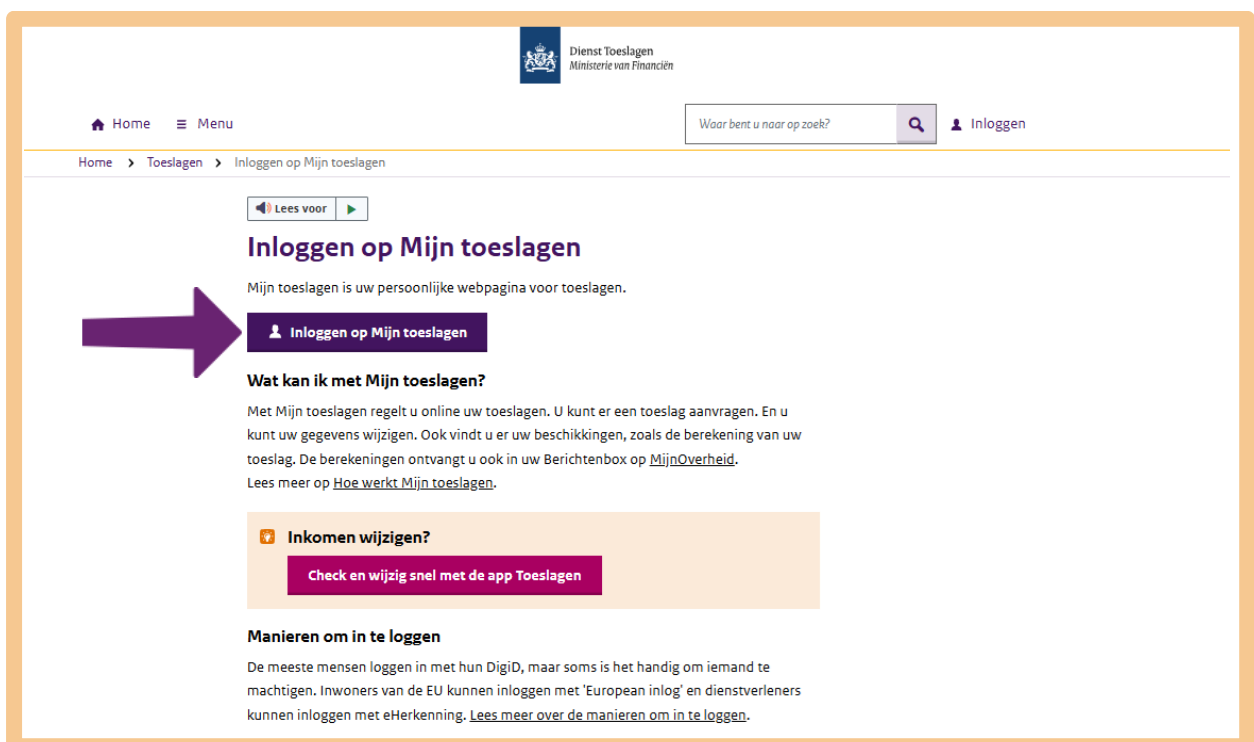 Dienst Toeslagen
Ministerie van Financiën
Home
Menu
Waar bent u naar op zoek?
Inloggen
Home > Toeslagen > Inloggen op Mijn toeslagen
Lees voor
Inloggen op Mijn toeslagen
Mijn toeslagen is uw persoonlijke webpagina voor toeslagen.
Inloggen op Mijn toeslagen
Wat kan ik met Mijn toeslagen?
Met Mijn toeslagen regelt u online uw toeslagen. U kunt er een toeslag aanvragen. En u
kunt uw gegevens wijzigen. Ook vindt u er uw beschikkingen, zoals de berekening van uw
toeslag. De berekeningen ontvangt u ook in uw Berichtenbox op MijnOverheid.
Lees meer op Hoe werkt Mijn toeslagen.
Inkomen wijzigen?
Check en wijzig snel met de app Toeslagen
Manieren om in te loggen
De meeste mensen loggen in met hun DigiD, maar soms is het handig om iemand te
machtigen. Inwoners van de EU kunnen inloggen met 'European inlog' en dienstverleners
kunnen inloggen met eHerkenning. Lees meer over de manieren om in te loggen.